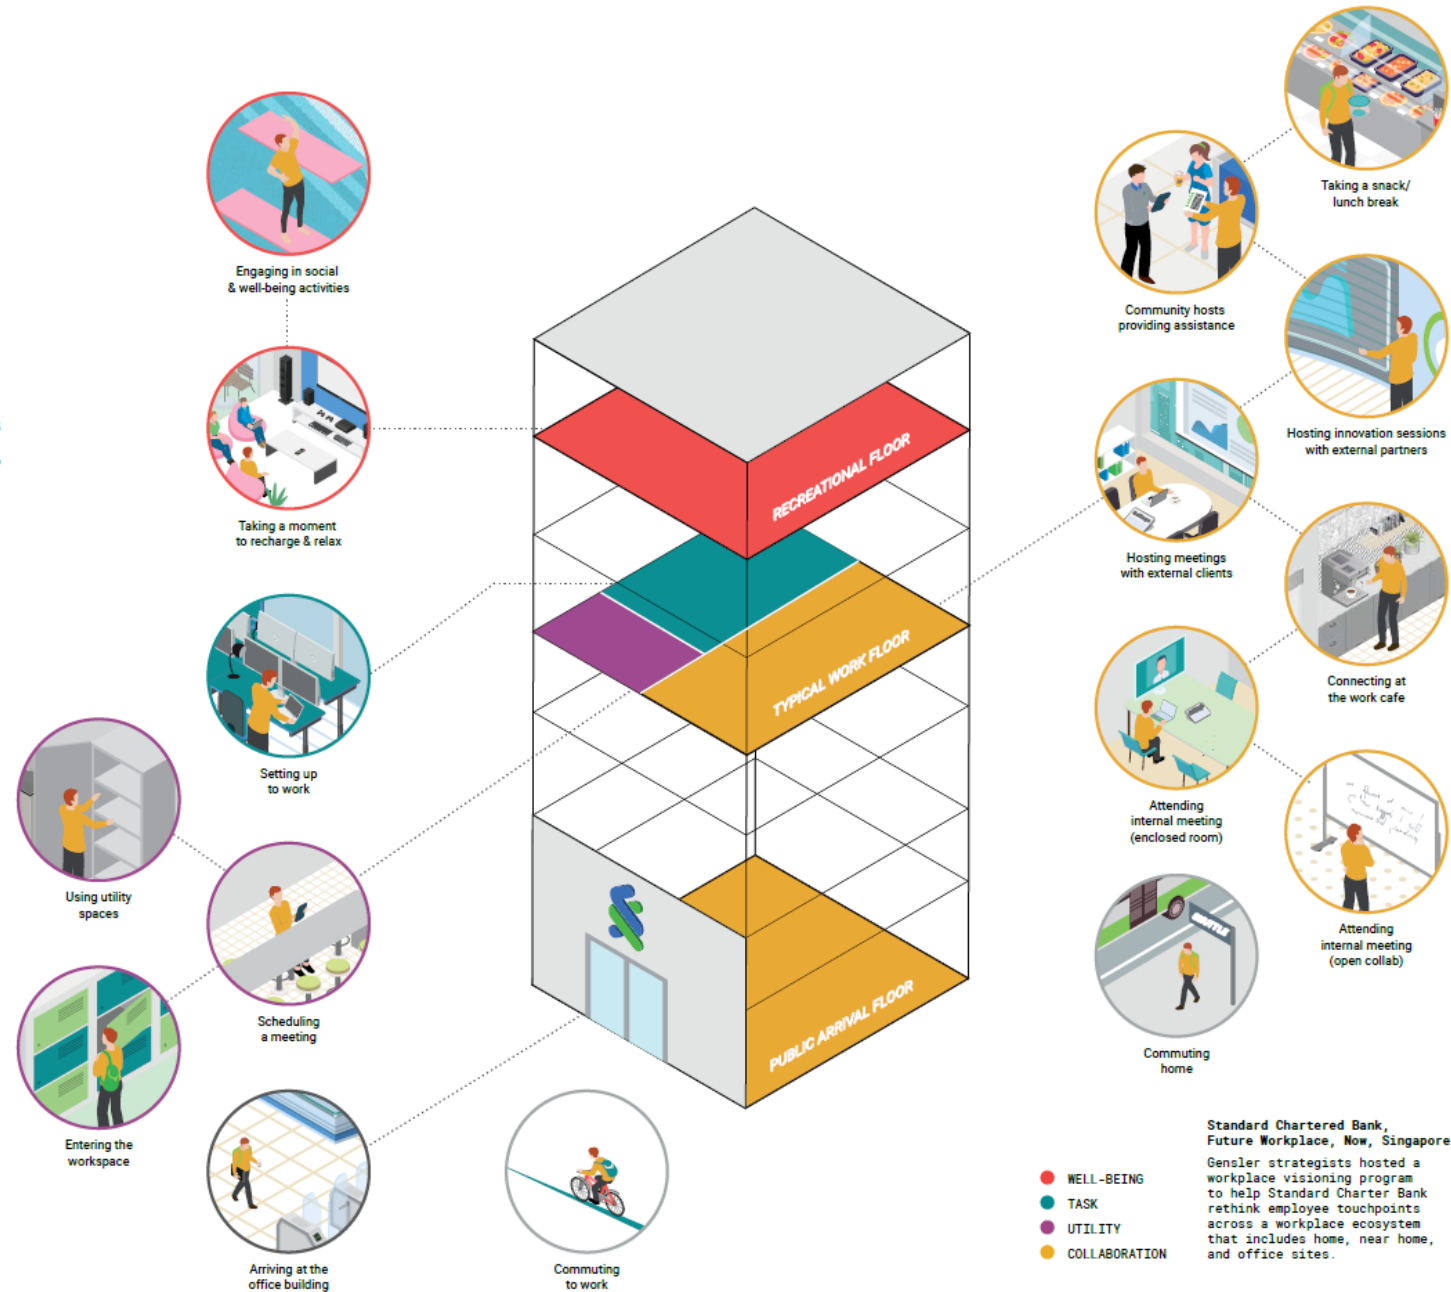 Taking a snack/
lunch break
Engaging in social
& well-being activities
Community hosts
providing assistance
Hosting innovation sessions
with external partners
RECREATIONAL FLOOR
Taking a moment
to recharge & relax
Hosting meetings
with external clients
TYPICAL WORK FLOOR
Connecting at
the work cafe
Setting up
to work
Attending
internal meeting
(enclosed room)
Using utility
spaces
SHUTTLE
Attending
internal meeting
(open collab)
Scheduling
a meeting
PUBLIC ARRIVAL FLOOR
Commuting
home
Entering the
workspace
Arriving at the
office building
Commuting
to work
WELL-BEING
TASK
UTILITY
COLLABORATION
Standard Chartered Bank,
Future Workplace, Now, Singapore
Gensler strategists hosted a
workplace visioning program
to help Standard Charter Bank
rethink employee touchpoints
across a workplace ecosystem
that includes home, near home,
and office sites.